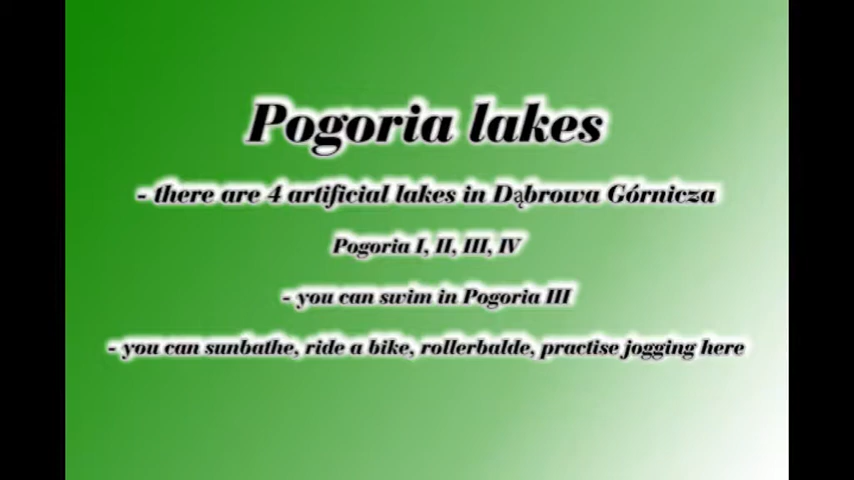 Pogoria lakes
- there are 4 artificial lakes in Dąbrowa Górnicza
Pogoria I, II, III, IV
- you can swim in Pogoria III
- you can sunbathe, ride a bike, rollerbalde, practise jogging here